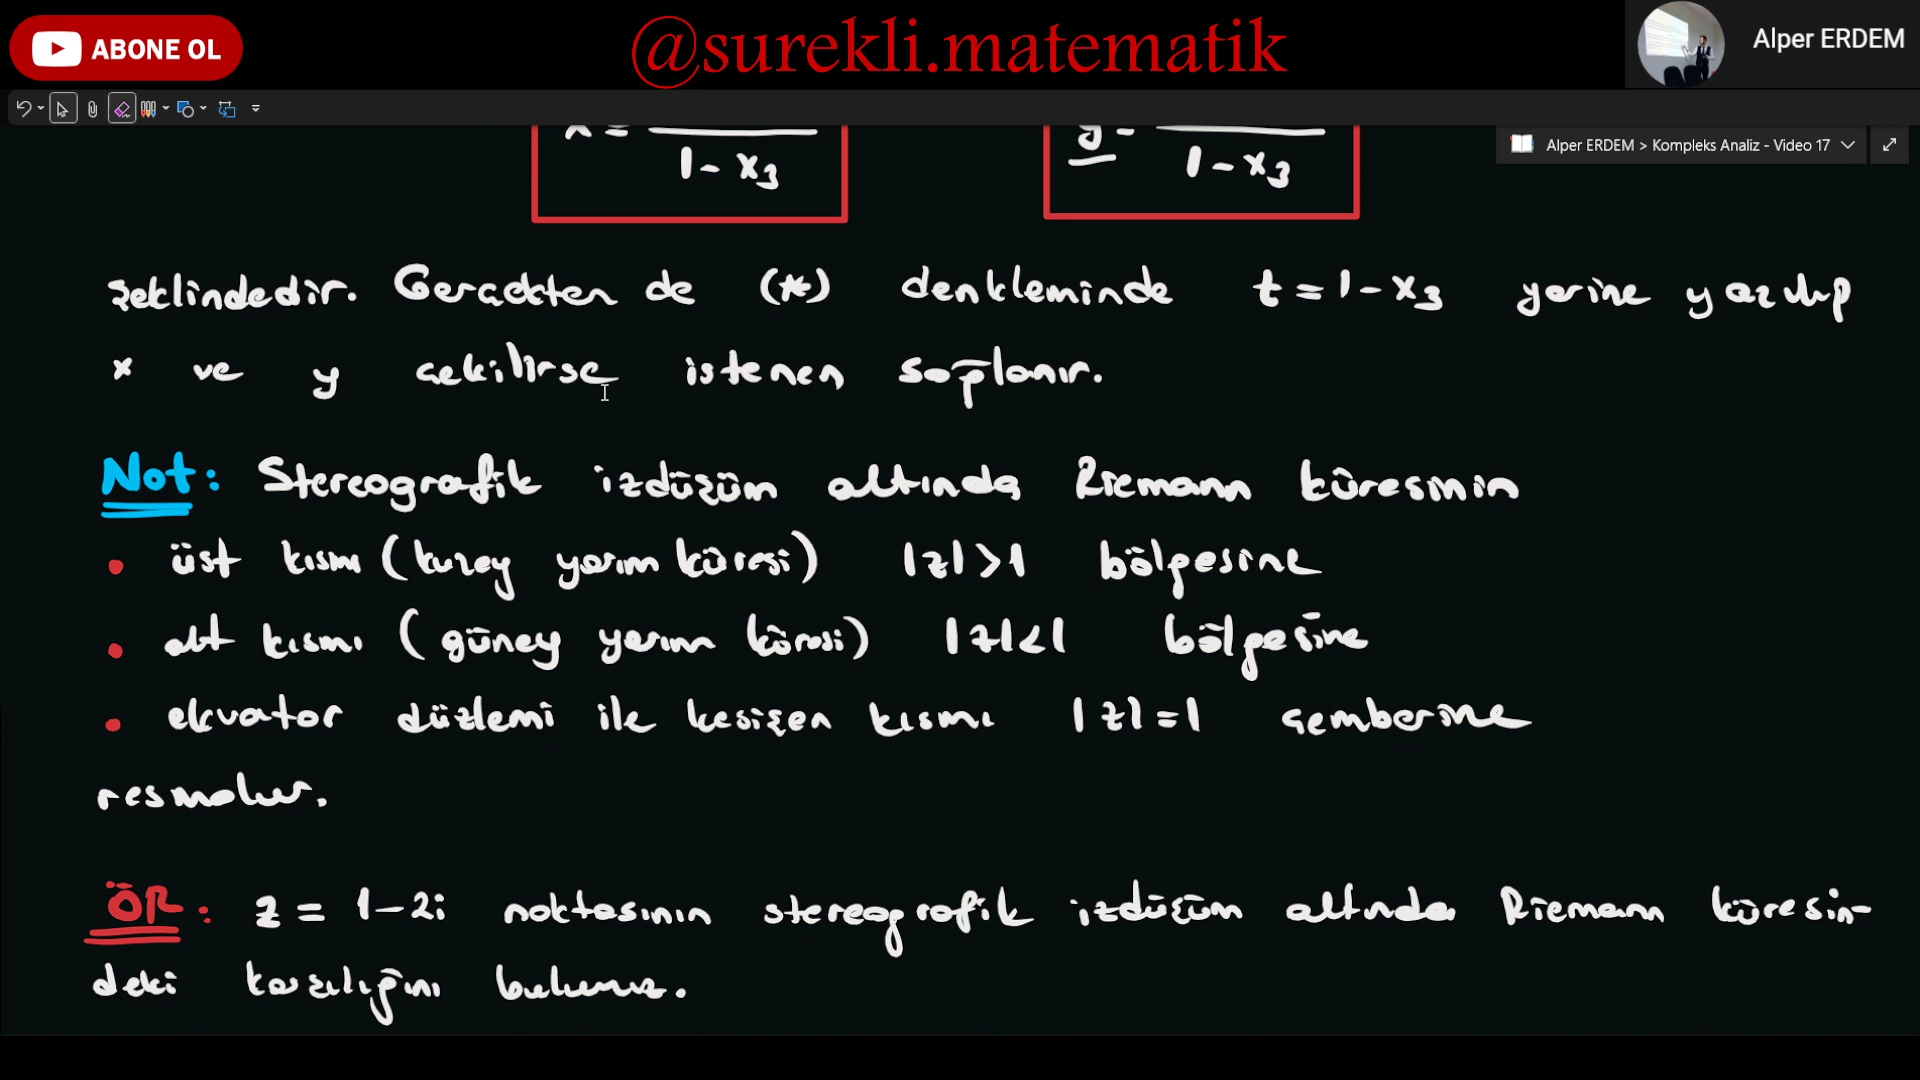 ABONE OL
@surekli.matematik
Alper ERDEM
Alper ERDEM > Kompleks Analiz - Video 17
x = 1 - x₃
y = 1 - x₃
şeklindedir. Gerçekten de (*) denkleminde t = 1 - x₃ yerine yazılıp
x ve y çekilirse istenen sağlanır.
Not: Stereografik izdüşüm altında Riemann küresinin
• üst kısmı (kuzey yarım küresi) |z| > 1 bölgesine
• alt kısmı (güney yarım küresi) |z| < 1 bölgesine
• ekvator düzlemi ile kesişen kısmı |z| = 1 çemberine
resmolur.
ÖR: z = 1 - 2i noktasının stereografik izdüşüm altında Riemann küresin-
deki karşılığını bulunuz.